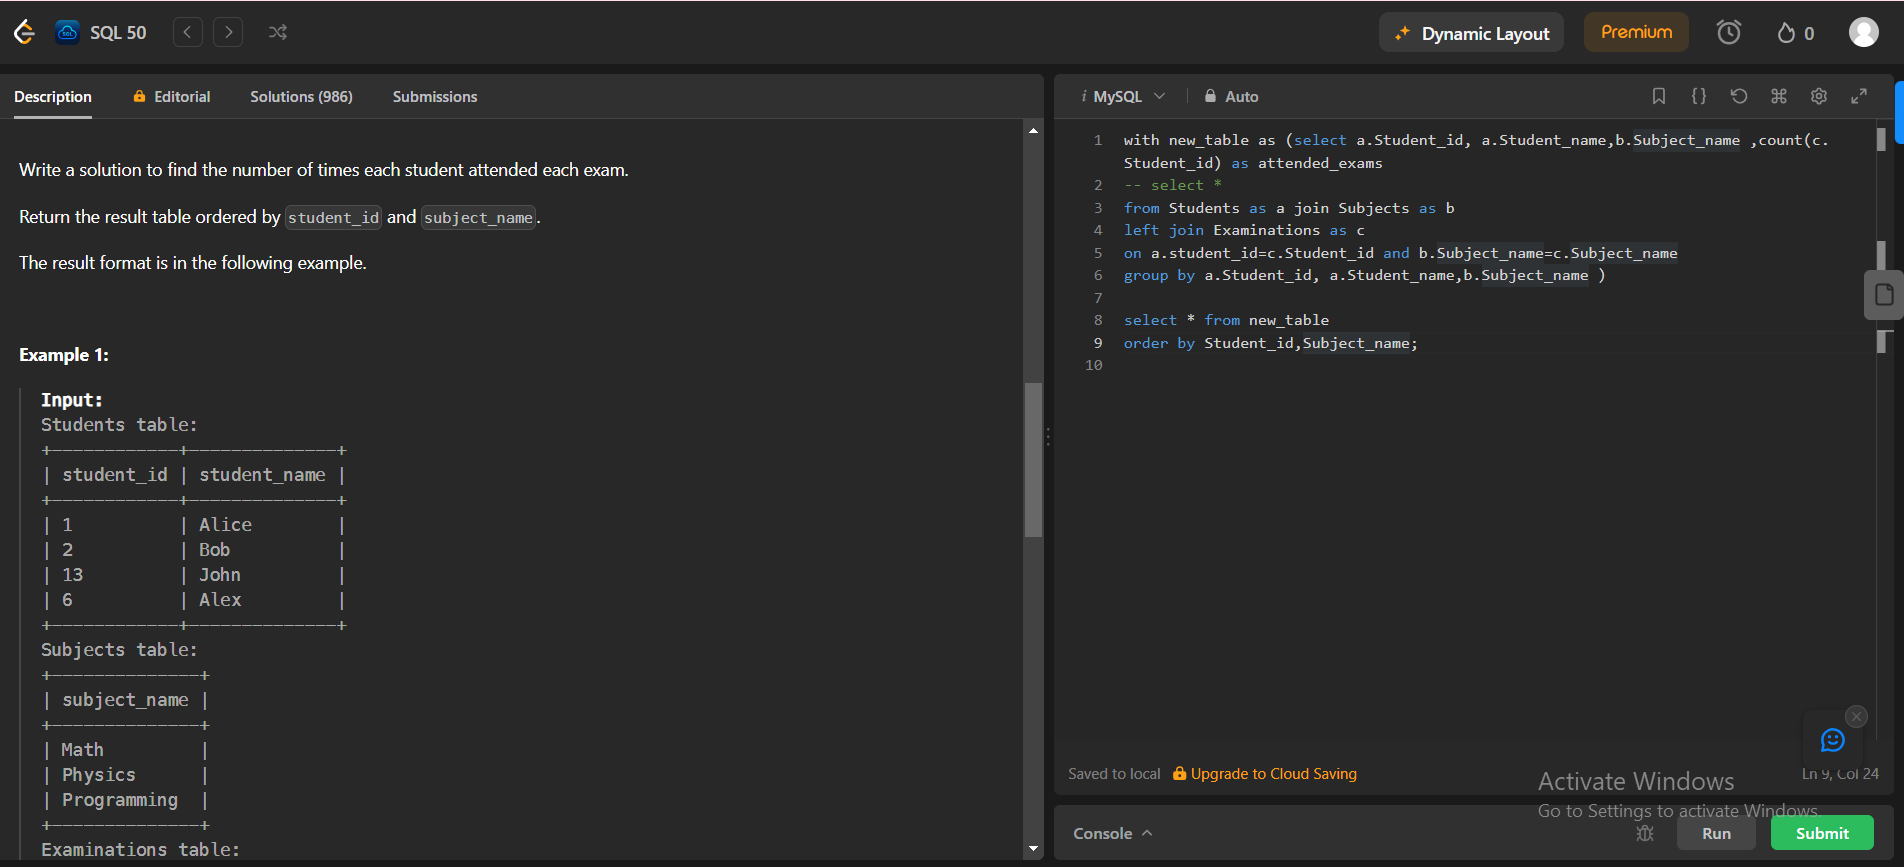 SQL 50
Dynamic Layout
Premium
0
Description
Editorial
Solutions (986)
Submissions
Write a solution to find the number of times each student attended each exam.
Return the result table ordered by student_id and subject_name.
The result format is in the following example.
Example 1:
Input:
Students table:
+------------+--------------+
| student_id | student_name |
+------------+--------------+
| 1          | Alice        |
| 2          | Bob          |
| 13         | John         |
| 6          | Alex         |
+------------+--------------+
Subjects table:
+--------------+
| subject_name |
+--------------+
| Math         |
| Physics      |
| Programming  |
+--------------+
Examinations table:
i MySQL
Auto
{}
1 with new_table as (select a.Student_id, a.Student_name,b.Subject_name ,count(c.
Student_id) as attended_exams
2 -- select *
3 from Students as a join Subjects as b
4 left join Examinations as c
5 on a.student_id=c.Student_id and b.Subject_name=c.Subject_name
6 group by a.Student_id, a.Student_name,b.Subject_name )
7
8 select * from new_table
9 order by Student_id,Subject_name;
10
Saved to local
Upgrade to Cloud Saving
Ln 9, Col 24
Activate Windows
Go to Settings to activate Windows.
Console
Run
Submit